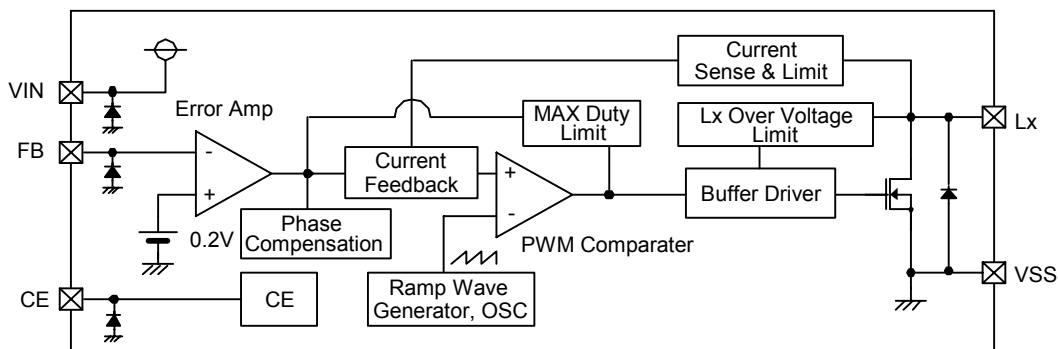 Current
Sense & Limit
VIN
Error Amp
MAX Duty
Limit
Lx Over Voltage
Limit
Lx
FB
-
+
Current
Feedback
+
-
Buffer Driver
0.2V
Phase
Compensation
PWM Comparater
CE
CE
Ramp Wave
Generator, OSC
VSS